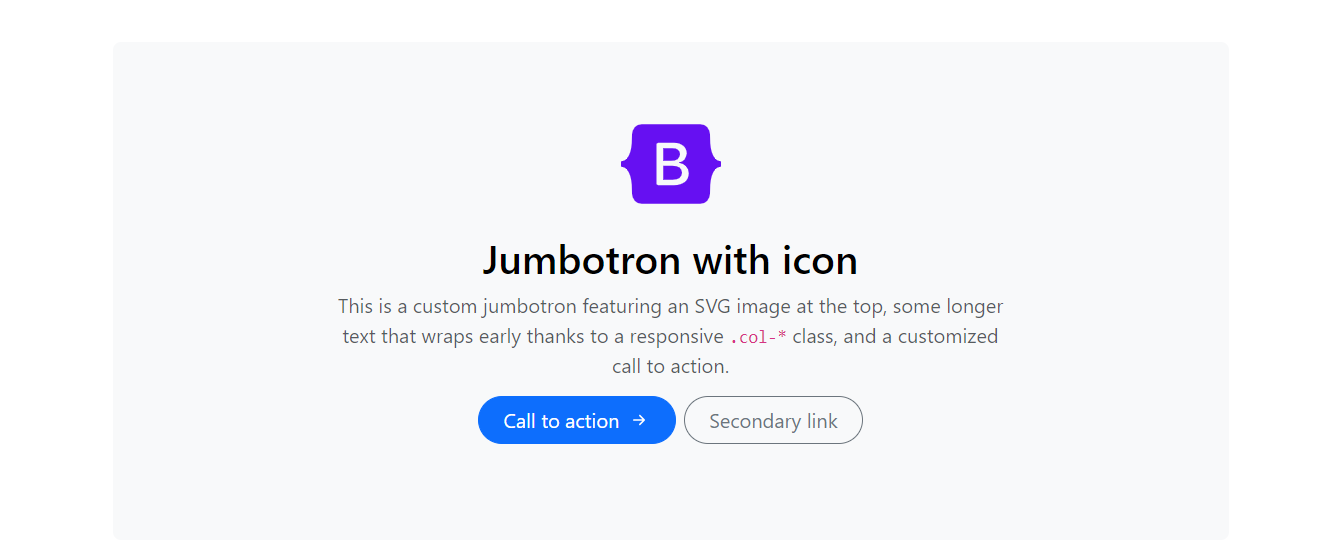 B
Jumbotron with icon
This is a custom jumbotron featuring an SVG image at the top, some longer
text that wraps early thanks to a responsive .col-* class, and a customized
call to action.
Call to action →
Secondary link